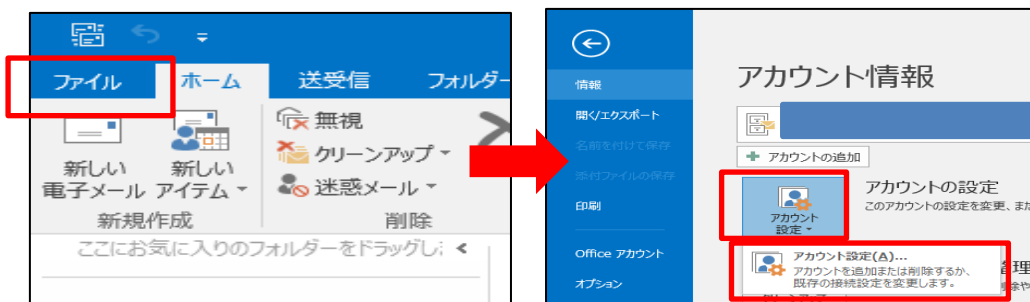 ファイル
ホーム
送受信
フォルダー
新しい
電子メール
新しい
アイテム
無視
クリーンアップ
迷惑メール
新規作成
削除
ここにお気に入りのフォルダーをドラッグし
情報
開く/エクスポート
名前を付けて保存
添付ファイルの保存
印刷
Office アカウント
オプション
アカウント情報
アカウントの追加
アカウント
設定
アカウントの設定
このアカウントの設定を変更、また
アカウント設定(A)...
アカウントを追加または削除するか、
既存の接続設定を変更します。